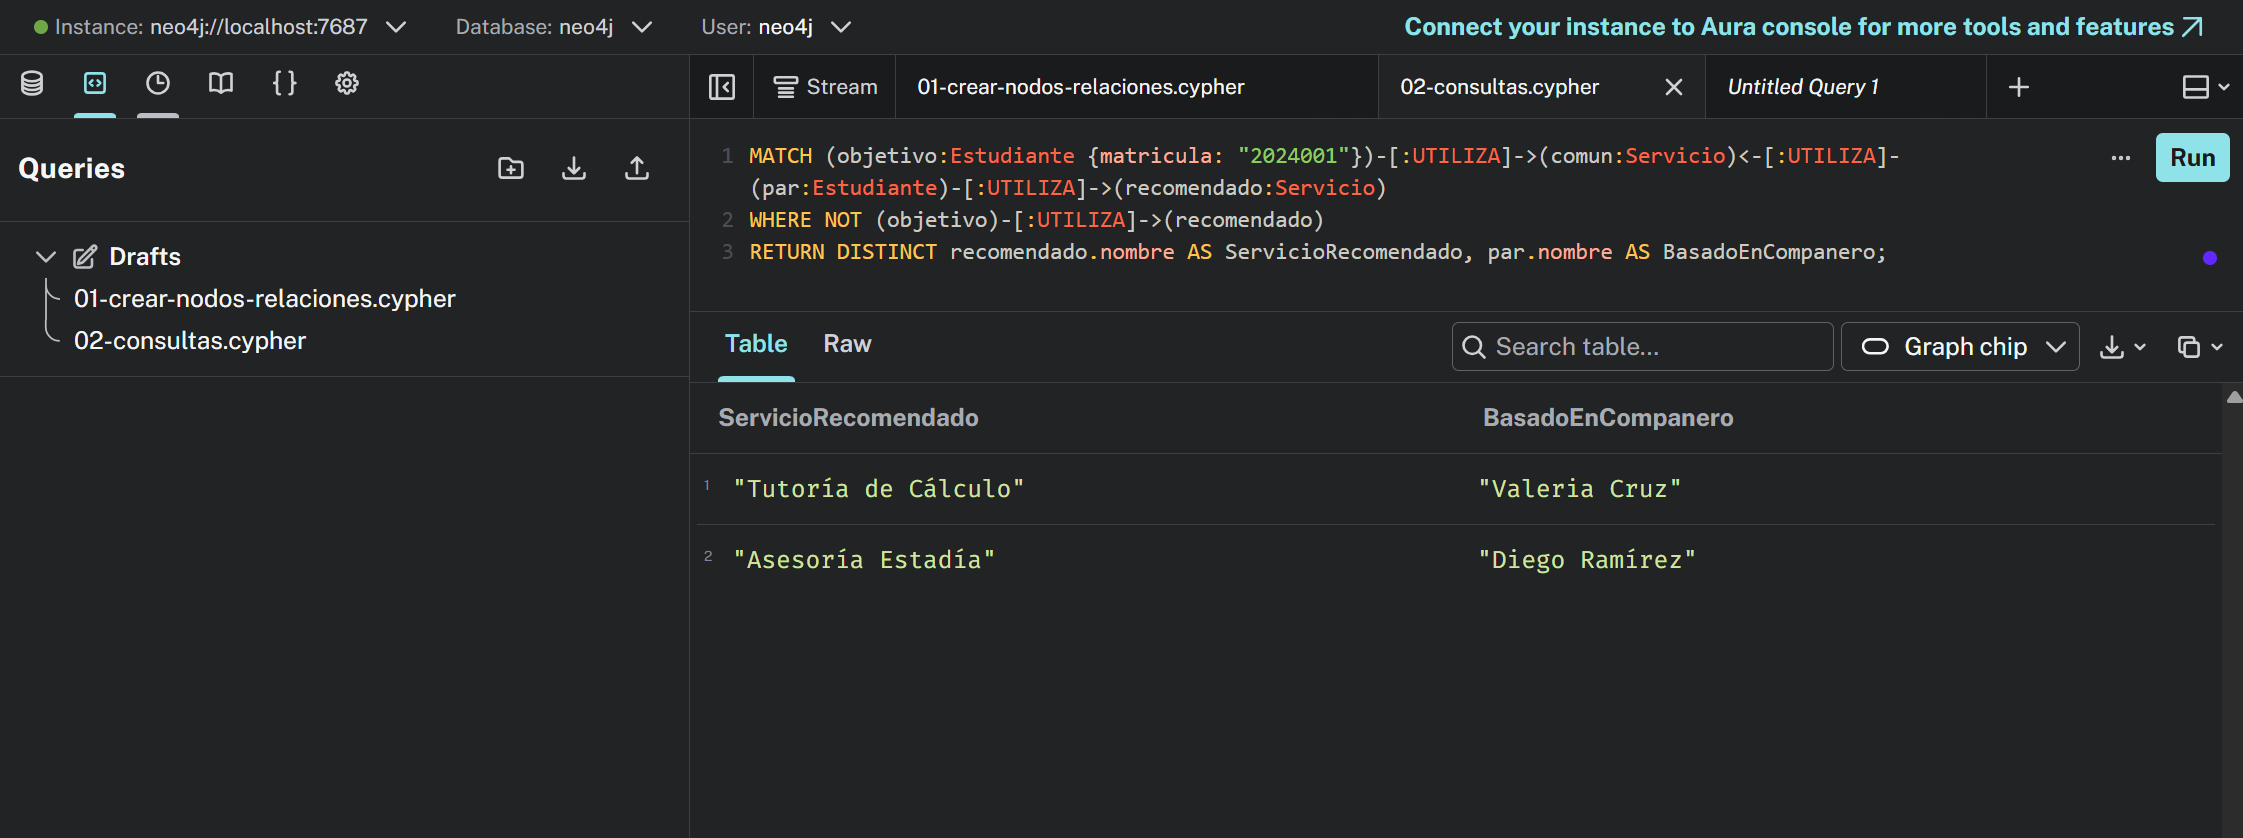 Instance: neo4j://localhost:7687 Database: neo4j User: neo4j Connect your instance to Aura console for more tools and features
Stream 01-crear-nodos-relaciones.cypher 02-consultas.cypher Untitled Query 1
Queries
Drafts
01-crear-nodos-relaciones.cypher
02-consultas.cypher
1 MATCH (objetivo:Estudiante {matricula: "2024001"})-[:UTILIZA]->(comun:Servicio)<-[:UTILIZA]-
(par:Estudiante)-[:UTILIZA]->(recomendado:Servicio)
2 WHERE NOT (objetivo)-[:UTILIZA]->(recomendado)
3 RETURN DISTINCT recomendado.nombre AS ServicioRecomendado, par.nombre AS BasadoEnCompanero;
Run
Table Raw Search table... Graph chip
ServicioRecomendado BasadoEnCompanero
1 "Tutoría de Cálculo" "Valeria Cruz"
2 "Asesoría Estadía" "Diego Ramírez"